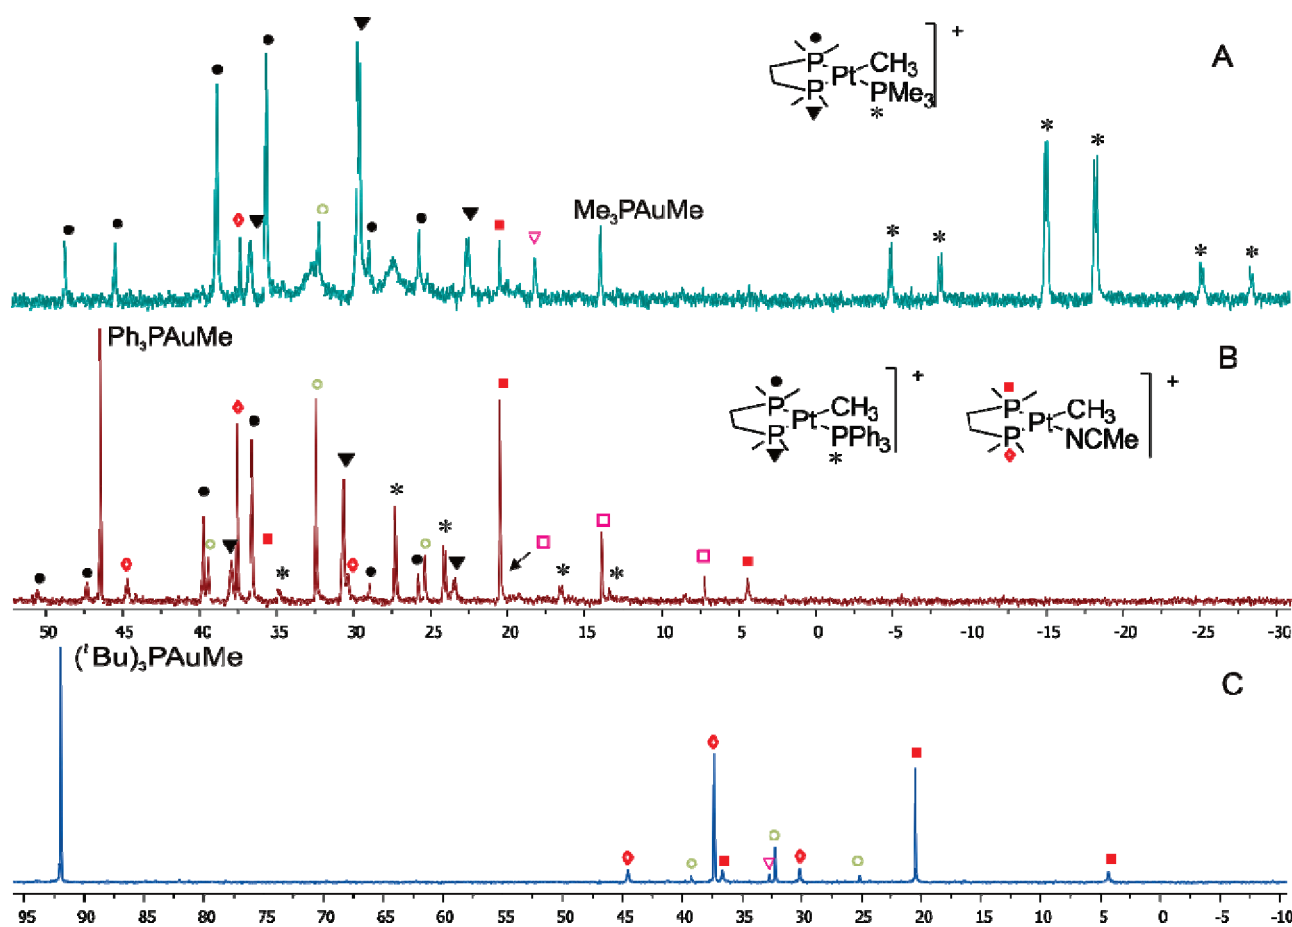 A
P
Pt
CH₃
P
PMe₃
+
*
Me₃PAuMe
* * * * * *
Ph₃PAuMe
B
P
Pt
CH₃
P
PPh₃
+
*
P
Pt
CH₃
P
NCMe
+
* * * * *
50 45 40 35 30 25 20 15 10 5 0 -5 -10 -15 -20 -25 -30
(ᵗBu)₃PAuMe
C
95 90 85 80 75 70 65 60 55 50 45 40 35 30 25 20 15 10 5 0 -5 -10